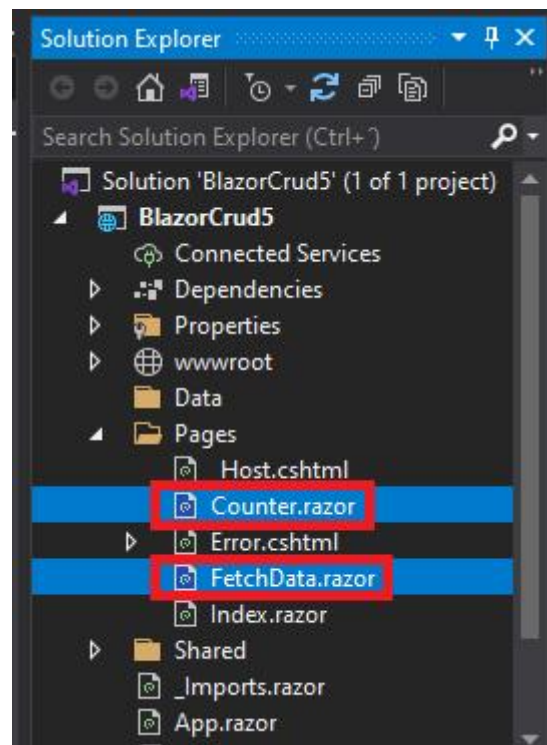 Solution Explorer
Search Solution Explorer (Ctrl+¨)
Solution 'BlazorCrud5' (1 of 1 project)
BlazorCrud5
Connected Services
Dependencies
Properties
wwwroot
Data
Pages
_Host.cshtml
Counter.razor
Error.cshtml
FetchData.razor
Index.razor
Shared
_Imports.razor
App.razor